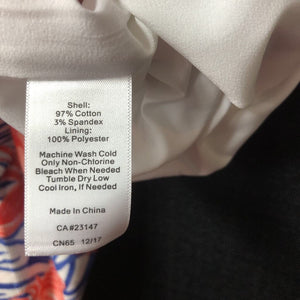 Shell:
97% Cotton
3% Spandex
Lining:
100% Polyester
Machine Wash Cold
Only Non-Chlorine
Bleach When Needed
Tumble Dry Low
Cool Iron, If Needed
Made In China
CA#23147
CN65 12/17